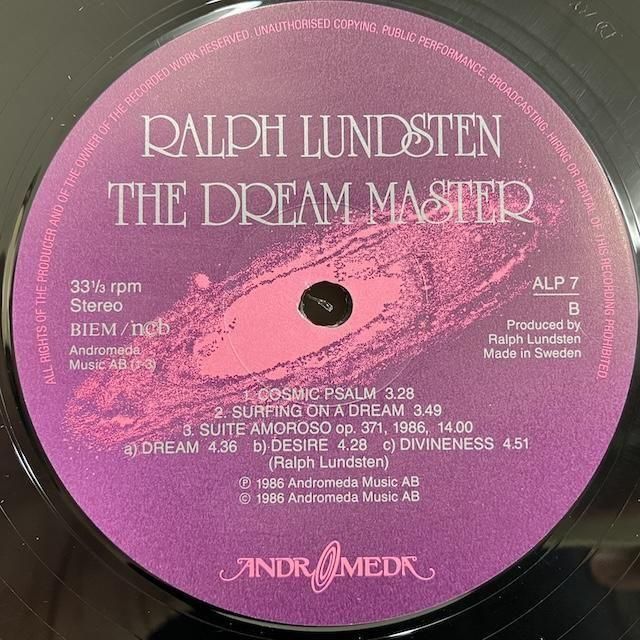 ALL RIGHTS OF THE PRODUCER AND OF THE OWNER OF THE RECORDED WORK RESERVED. UNAUTHORISED COPYING, PUBLIC PERFORMANCE, BROADCASTING, HIRING OR RENTAL OF THIS RECORDING PROHIBITED.
RALPH LUNDSTEN
THE DREAM MASTER
33⅓ rpm
Stereo
BIEM/ncb
Andromeda
Music AB (1-3)
ALP 7
B
Produced by
Ralph Lundsten
Made in Sweden
1. COSMIC PSALM 3.28
2. SURFING ON A DREAM 3.49
3. SUITE AMOROSO op. 371, 1986, 14.00
a) DREAM 4.36 b) DESIRE 4.28 c) DIVINENESS 4.51
(Ralph Lundsten)
℗ 1986 Andromeda Music AB
© 1986 Andromeda Music AB
ANDROMEDA